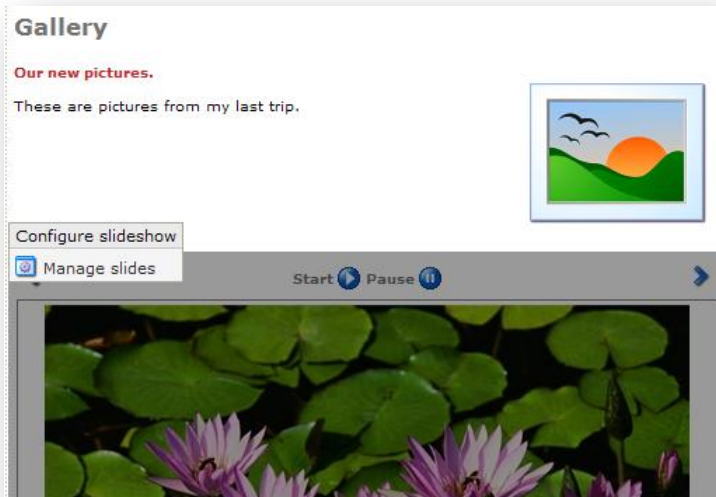 Gallery
Our new pictures.
These are pictures from my last trip.
Configure slideshow
Manage slides
Start Pause